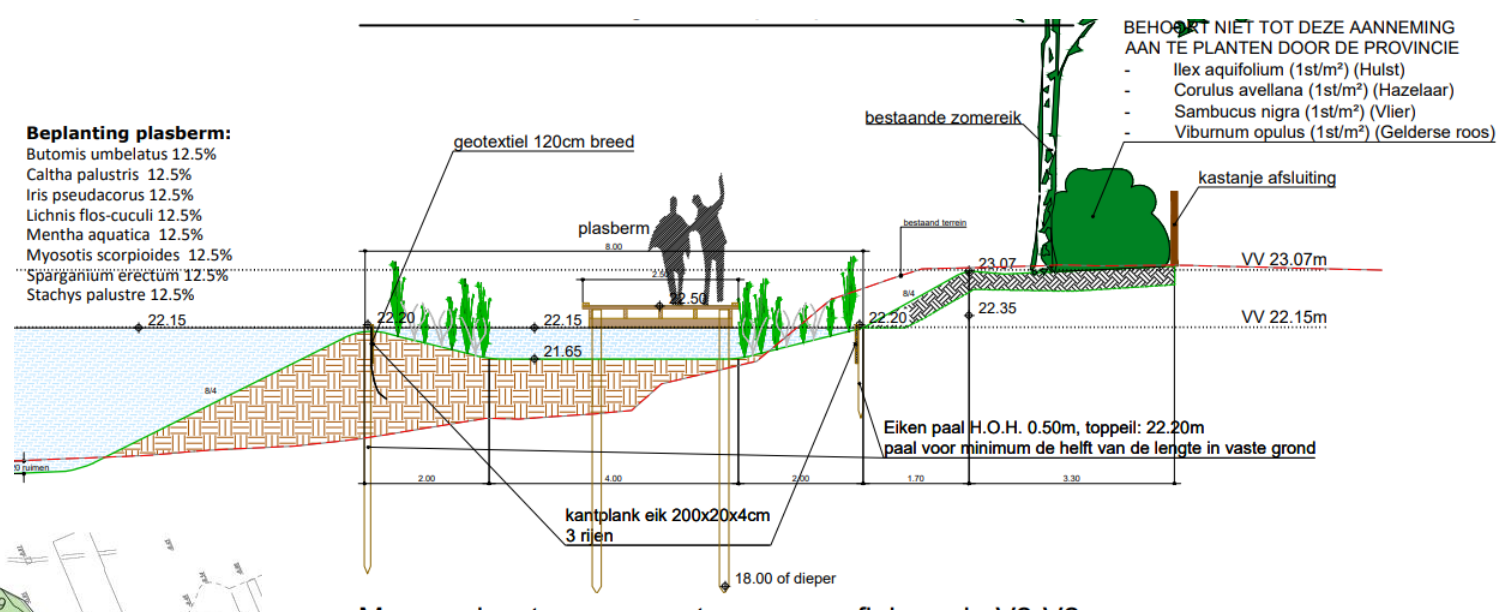 BEHOORT NIET TOT DEZE AANNEMING
AAN TE PLANTEN DOOR DE PROVINCIE
- Ilex aquifolium (1st/m²) (Hulst)
- Corulus avellana (1st/m²) (Hazelaar)
- Sambucus nigra (1st/m²) (Vlier)
- Viburnum opulus (1st/m²) (Gelderse roos)
bestaande zomereik
kastanje afsluiting
Beplanting plasberm:
Butomis umbelatus 12.5%
Caltha palustris 12.5%
Iris pseudacorus 12.5%
Lichnis flos-cuculi 12.5%
Mentha aquatica 12.5%
Myosotis scorpioides 12.5%
Sparganium erectum 12.5%
Stachys palustre 12.5%
geotextiel 120cm breed
plasberm
8.00
2.50
bestaand terrein
23.07
VV 23.07m
8/4
22.50
22.35
22.15
22.20
22.15
22.20
VV 22.15m
21.65
8/4
Eiken paal H.O.H. 0.50m, toppeil: 22.20m
paal voor minimum de helft van de lengte in vaste grond
ruimen
2.00
4.00
2.00
1.70
3.30
kantplank eik 200x20x4cm
3 rijen
18.00 of dieper